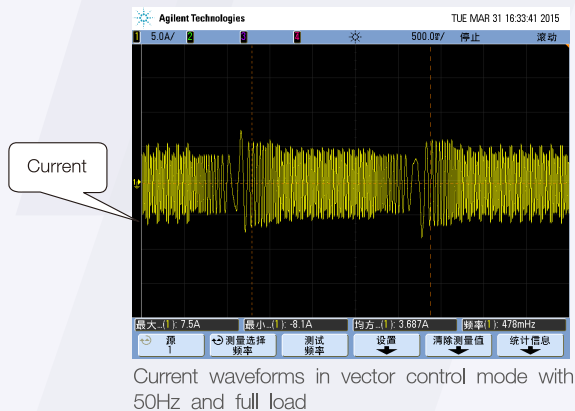 Agilent Technologies TUE MAR 31 16:33:41 2015
1 5.0A/ 2 3 4 500.0㎳/ 停止 滚动
Current
1
最大…(1): 7.5A 最小…(1): -8.1A 均方…(1): 3.687A 频率(1): 478mHz
源 测量选择 测试 设置 清除测量值 统计信息
1 频率 频率
Current waveforms in vector control mode with
50Hz and full load